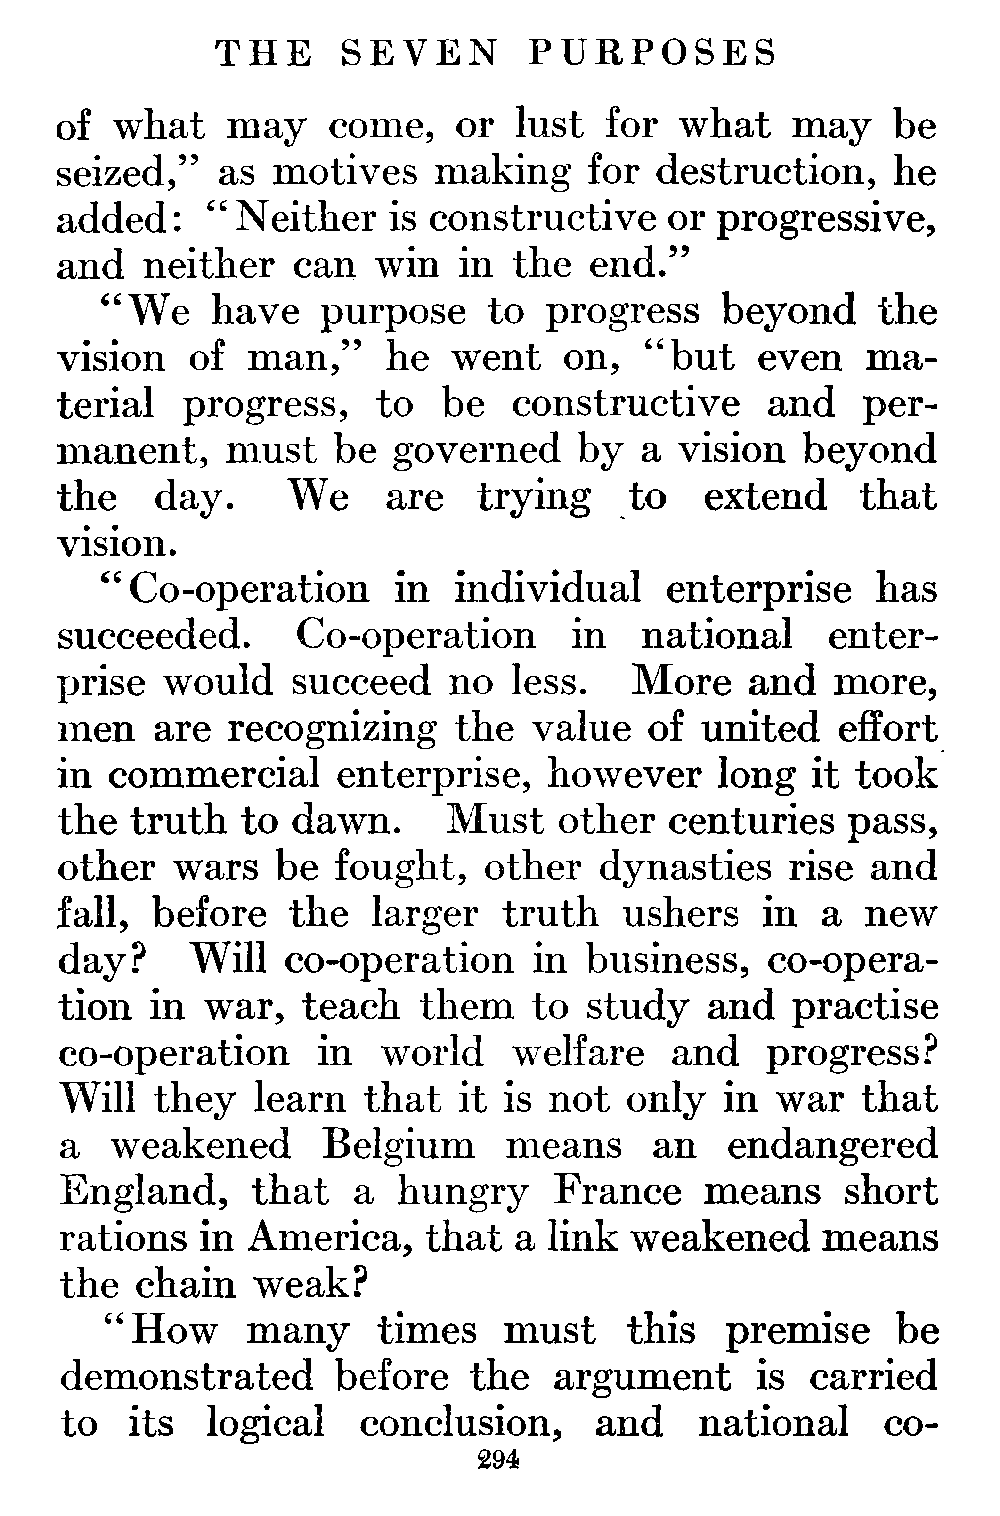 THE SEVEN PURPOSES
of what may come, or lust for what may be
seized,” as motives making for destruction, he
added: “Neither is constructive or progressive,
and neither can win in the end.”
“We have purpose to progress beyond the
vision of man,” he went on, “but even ma-
terial progress, to be constructive and per-
manent, must be governed by a vision beyond
the day. We are trying to extend that
vision.
“Co-operation in individual enterprise has
succeeded. Co-operation in national enter-
prise would succeed no less. More and more,
men are recognizing the value of united effort
in commercial enterprise, however long it took
the truth to dawn. Must other centuries pass,
other wars be fought, other dynasties rise and
fall, before the larger truth ushers in a new
day? Will co-operation in business, co-opera-
tion in war, teach them to study and practise
co-operation in world welfare and progress?
Will they learn that it is not only in war that
a weakened Belgium means an endangered
England, that a hungry France means short
rations in America, that a link weakened means
the chain weak?
“How many times must this premise be
demonstrated before the argument is carried
to its logical conclusion, and national co-
294